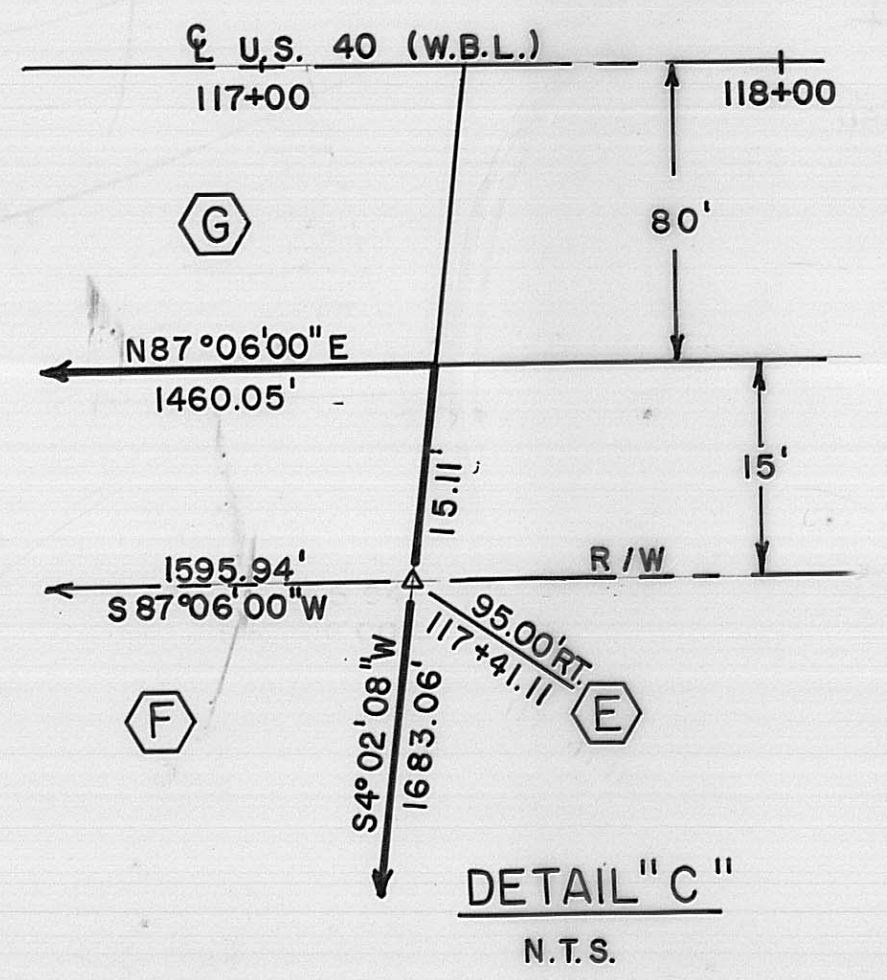 ℄ U.S. 40 (W.B.L.)
117+00
118+00
G
80'
N87°06'00"E
1460.05'
15.11'
15'
1595.94'
S87°06'00"W
R/W
95.00'RT.
117+41.11
E
F
S4°02'08"W
1683.06'
DETAIL "C"
N.T.S.